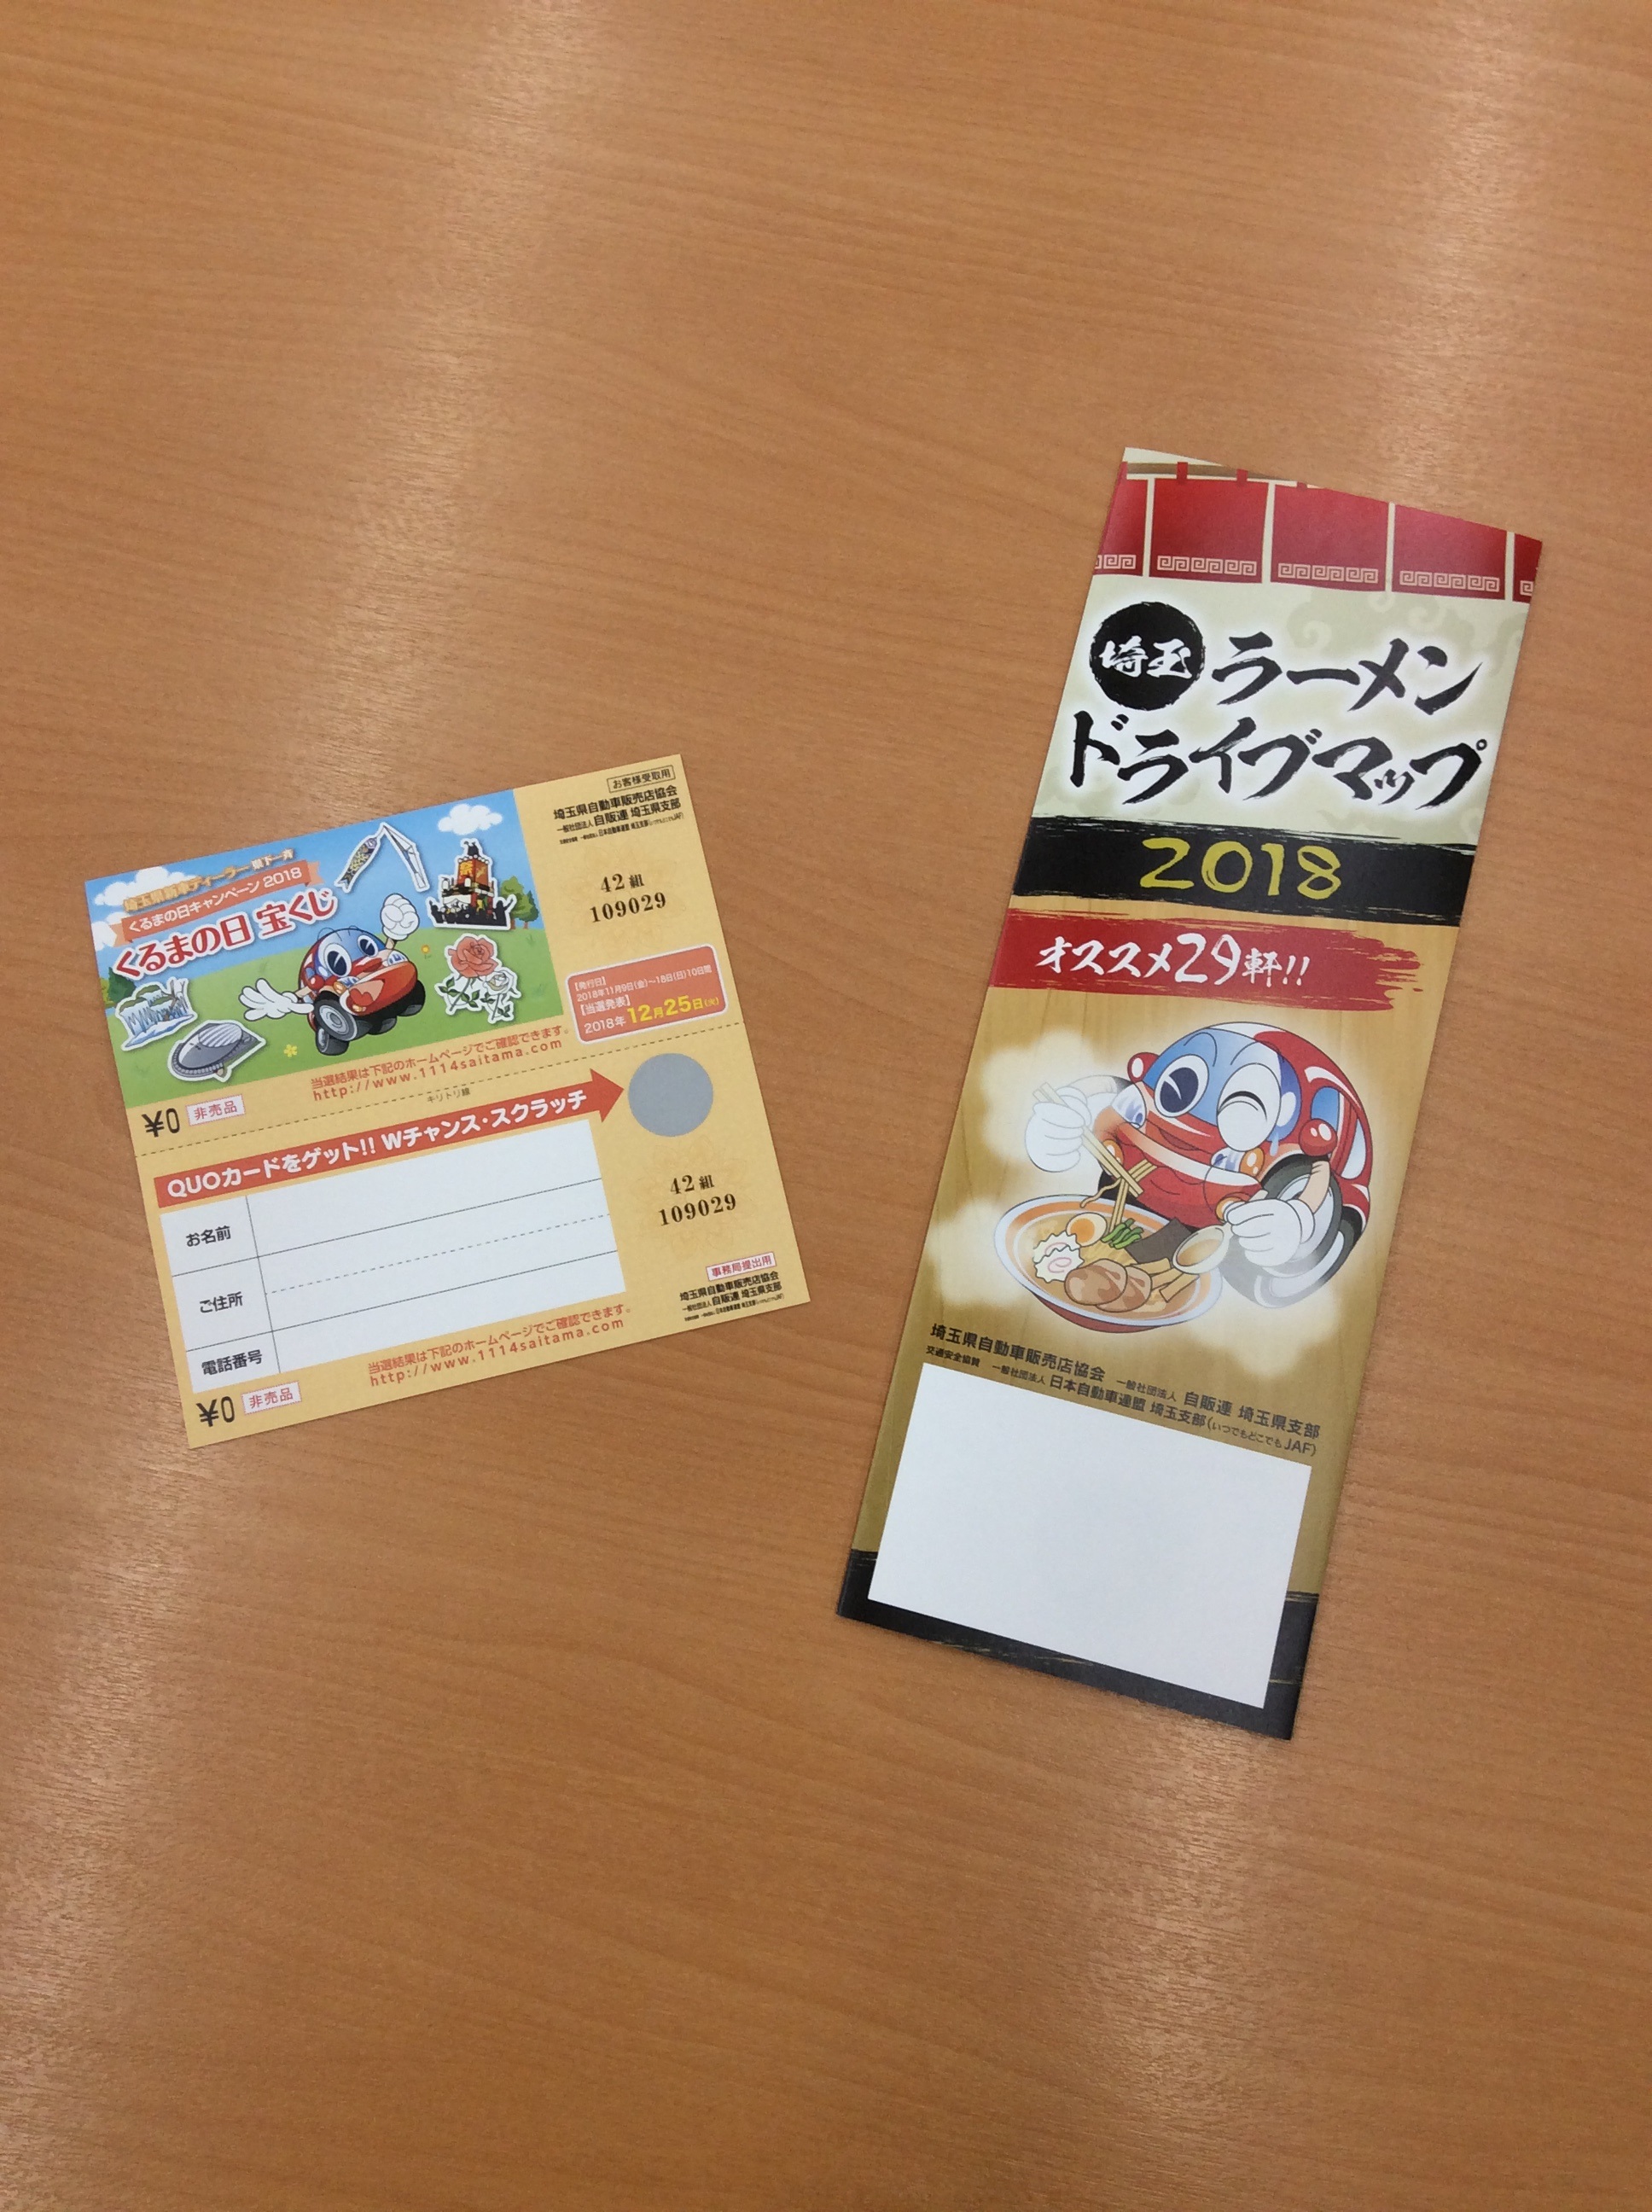 埼玉県新車ディーラー 県下一斉
くるまの日キャンペーン2018
くるまの日 宝くじ
お客様受取用
埼玉県自動車販売店協会
一般社団法人 自販連 埼玉県支部
42組
109029
【発行日】
2018年11月9日(金)〜18日(日)10日間
【当選発表】
2018年12月25日(火)
当選結果は下記のホームページでご確認できます。
http://www.1114saitama.com
¥0 非売品
キリトリ線
QUOカードをゲット!! Wチャンス・スクラッチ
お名前
ご住所
電話番号
42組
109029
事務局提出用
埼玉県自動車販売店協会
一般社団法人 自販連 埼玉県支部
当選結果は下記のホームページでご確認できます。
http://www.1114saitama.com
¥0 非売品
埼玉 ラーメン
ドライブマップ
2018
オススメ29軒!!
埼玉県自動車販売店協会 一般社団法人 自販連 埼玉県支部
交通安全協賛 一般社団法人 日本自動車連盟 埼玉支部(いつでもどこでもJAF)